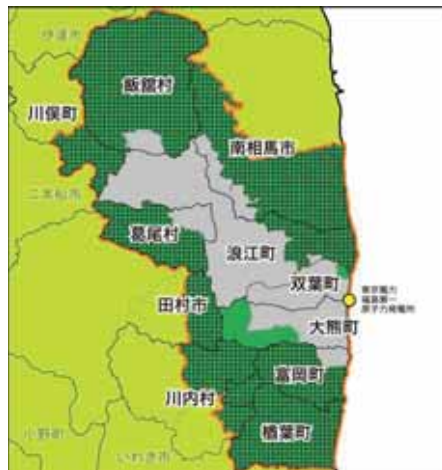 伊達市
飯舘村
川俣町
南相馬市
二本松市
葛尾村
浪江町
双葉町
東京電力
福島第一
原子力発電所
田村市
大熊町
富岡町
川内村
楢葉町
小野町
いわき市